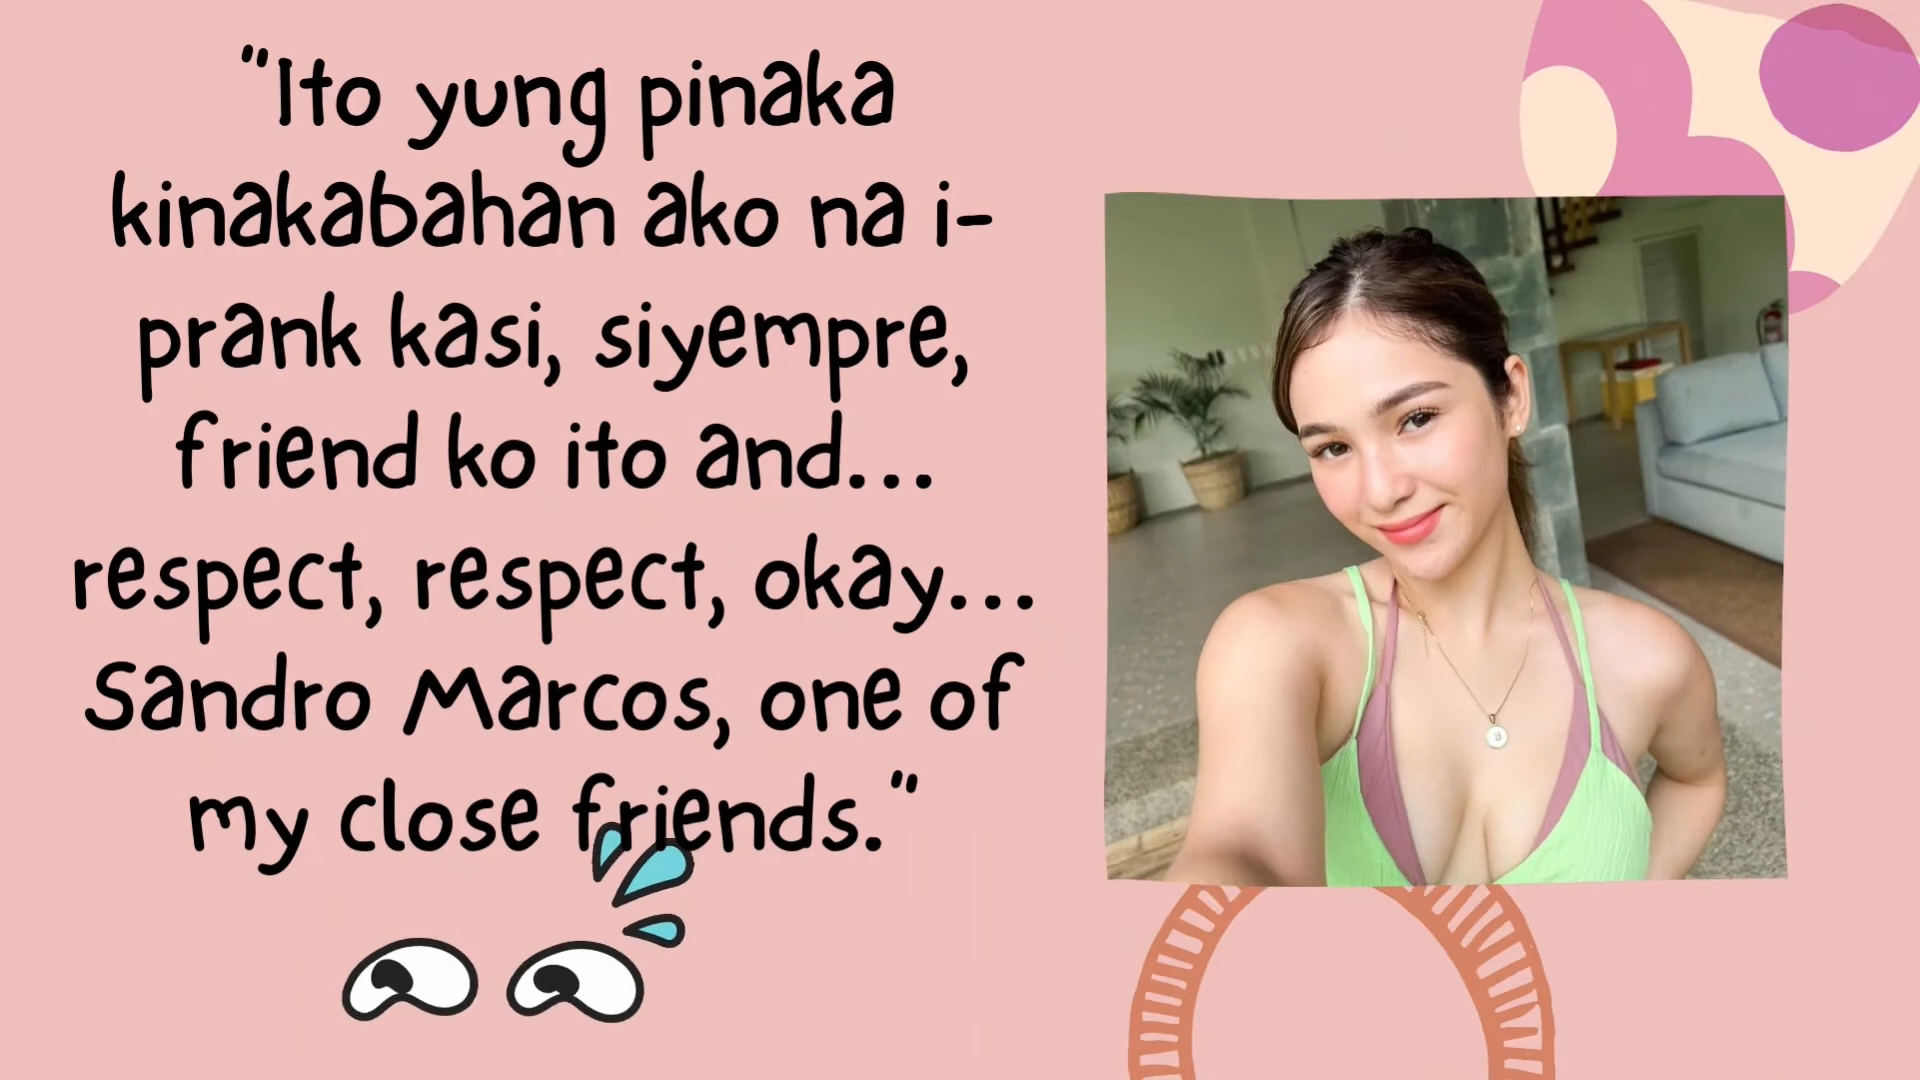 "Ito yung pinaka
kinakabahan ako na i-
prank kasi, siyempre,
friend ko ito and...
respect, respect, okay...
Sandro Marcos, one of
my close friends."